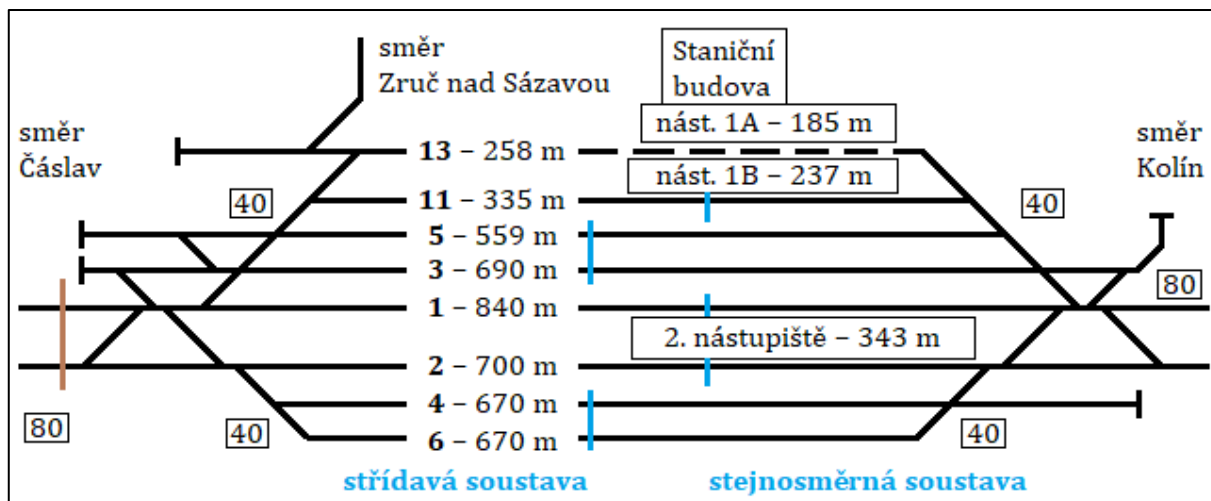 směr
Zruč nad Sázavou
Staniční
budova
směr
Čáslav
nást. 1A – 185 m
směr
Kolín
13 – 258 m
nást. 1B – 237 m
40
11 – 335 m
40
5 – 559 m
3 – 690 m
80
1 – 840 m
2. nástupiště – 343 m
2 – 700 m
4 – 670 m
80
40
6 – 670 m
40
střídavá soustava
stejnosměrná soustava